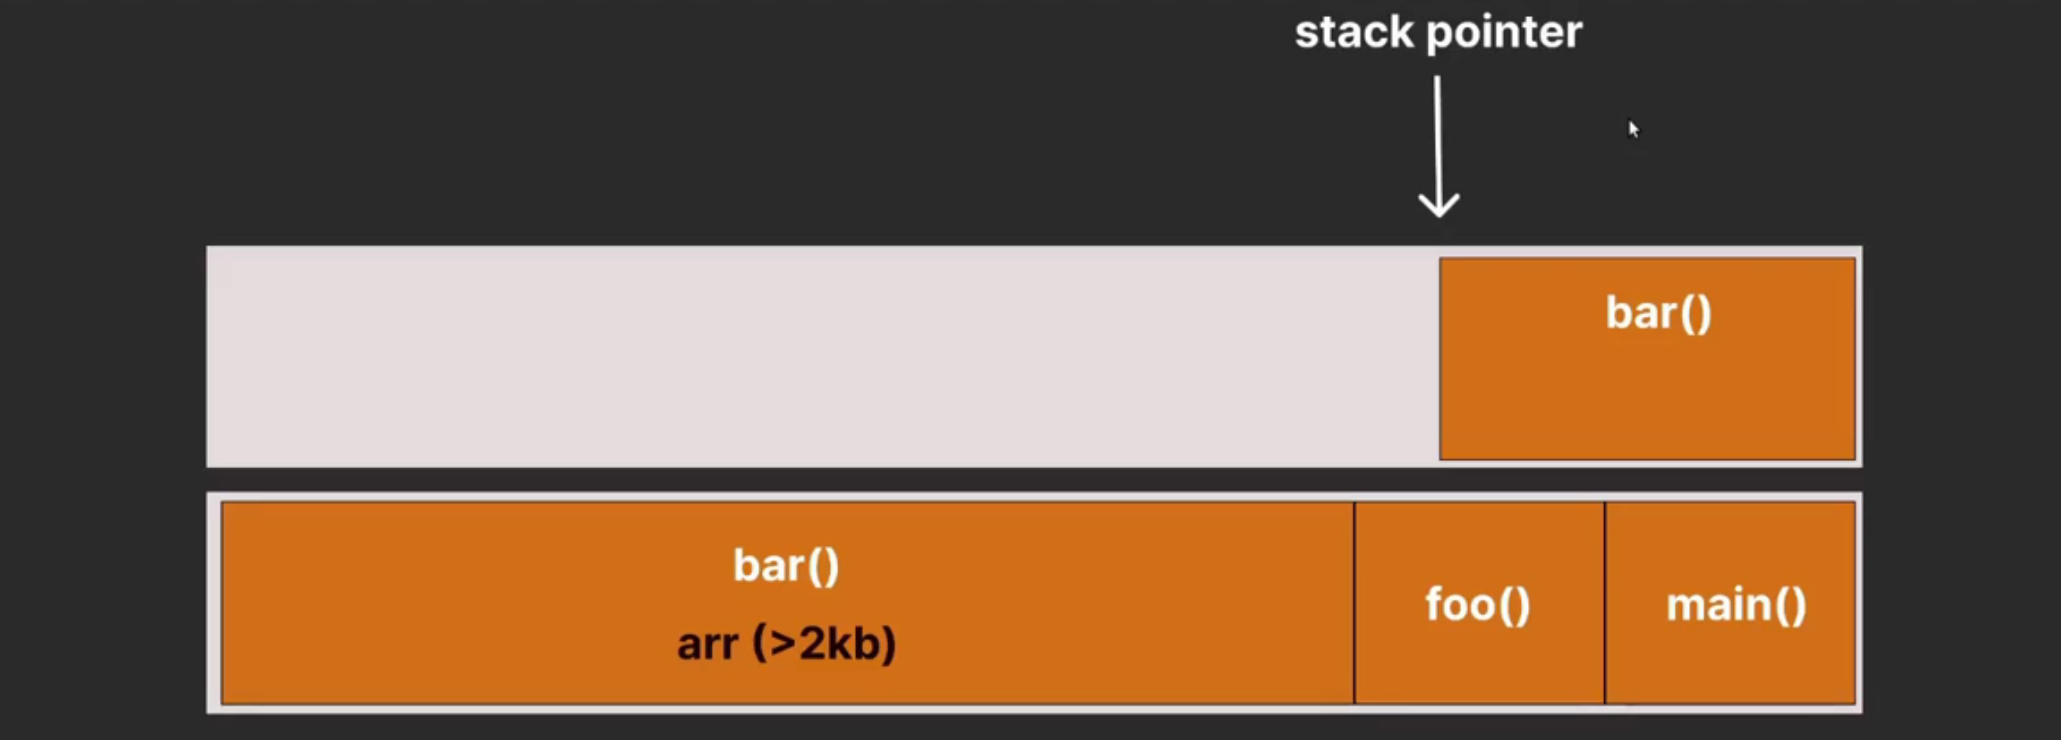 stack pointer
bar()
bar()
arr (>2kb)
foo()
main()